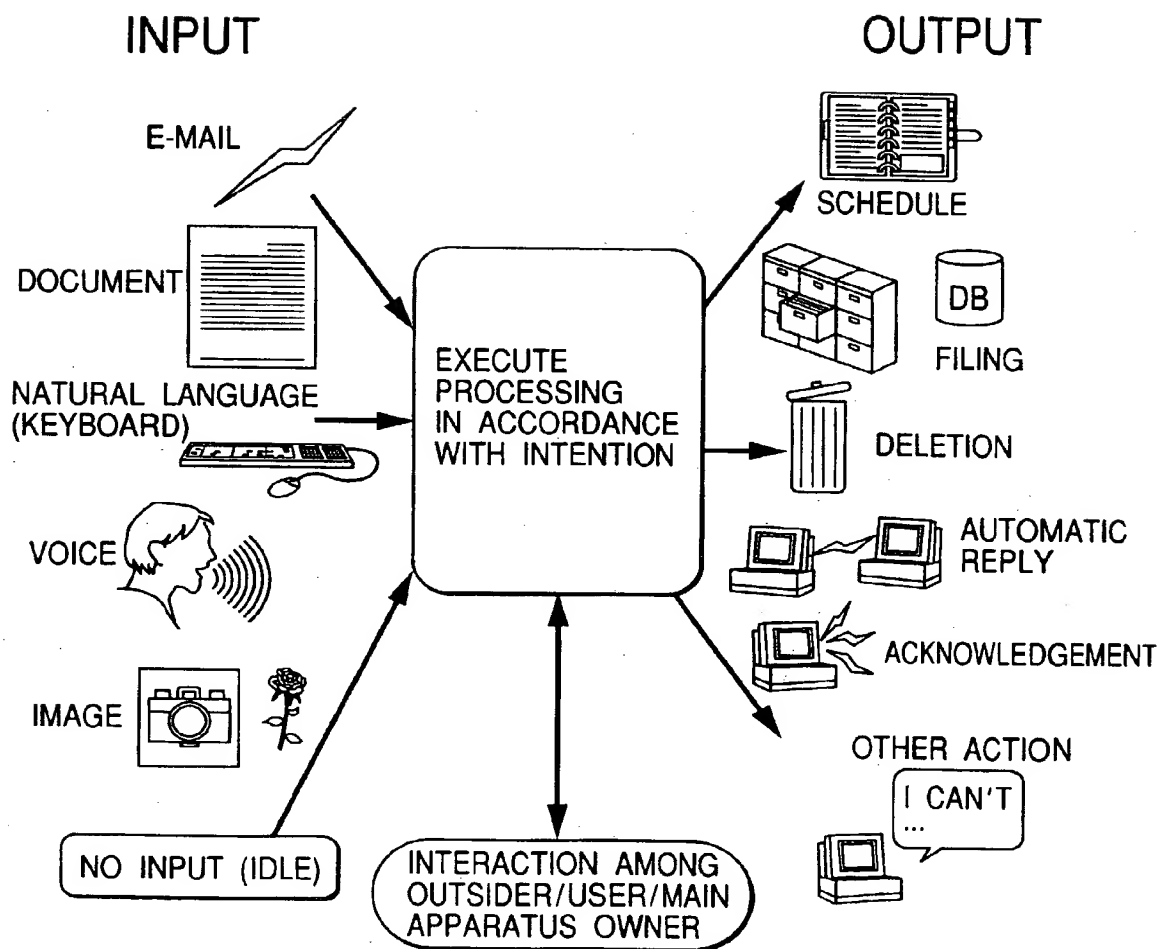 INPUT
OUTPUT
E-MAIL
DOCUMENT
NATURAL LANGUAGE
(KEYBOARD)
VOICE
IMAGE
NO INPUT (IDLE)
EXECUTE
PROCESSING
IN ACCORDANCE
WITH INTENTION
INTERACTION AMONG
OUTSIDER/USER/MAIN
APPARATUS OWNER
SCHEDULE
DB
FILING
DELETION
AUTOMATIC
REPLY
ACKNOWLEDGEMENT
OTHER ACTION
I CAN'T
...